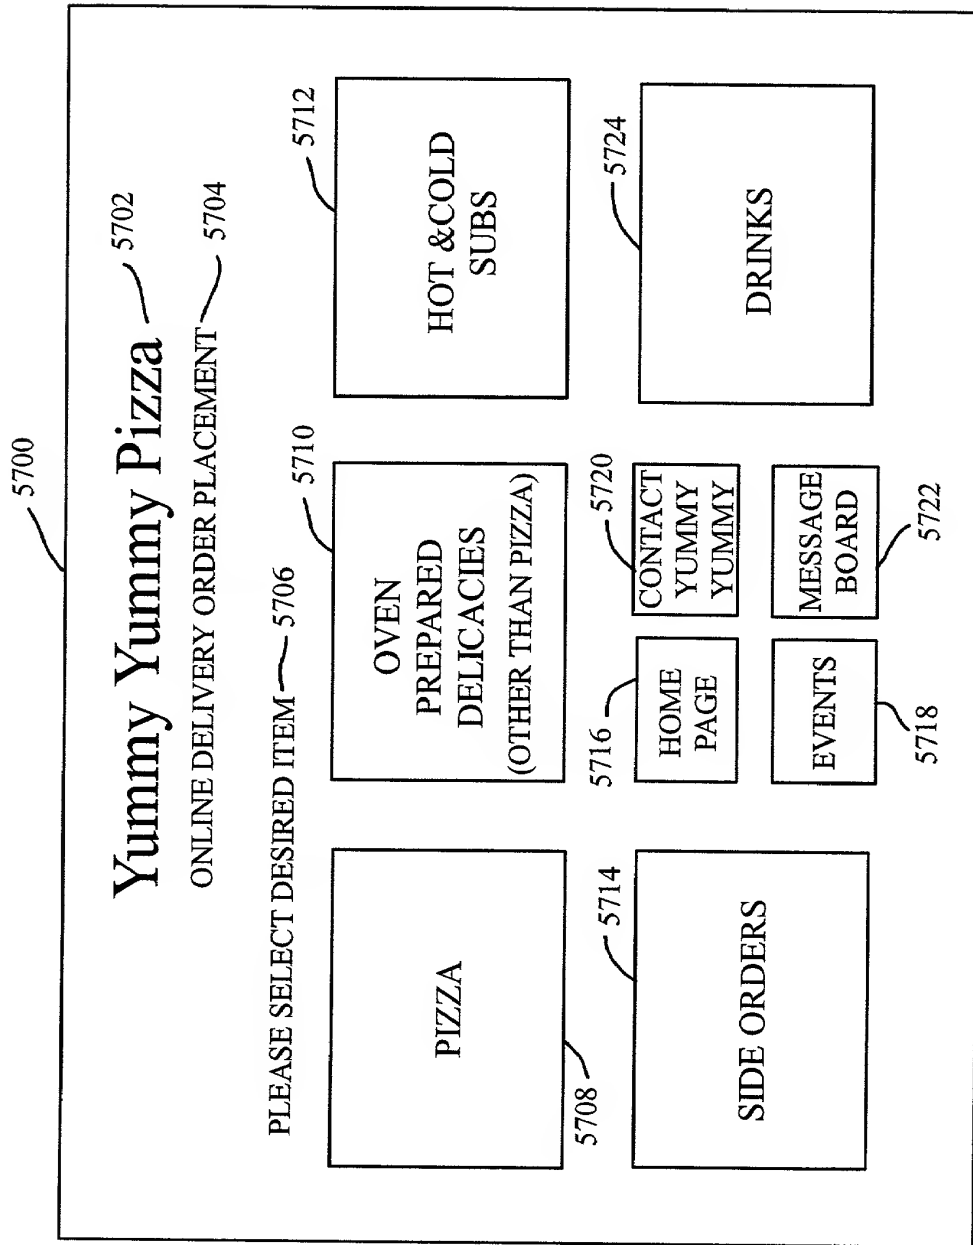 5700
Yummy Yummy Pizza
5702
ONLINE DELIVERY ORDER PLACEMENT
5704
PLEASE SELECT DESIRED ITEM
5706
PIZZA
5708
OVEN
PREPARED
DELICACIES
(OTHER THAN PIZZA)
5710
HOT &COLD
SUBS
5712
SIDE ORDERS
5714
HOME
PAGE
5716
CONTACT
YUMMY
YUMMY
5720
EVENTS
5718
MESSAGE
BOARD
5722
DRINKS
5724